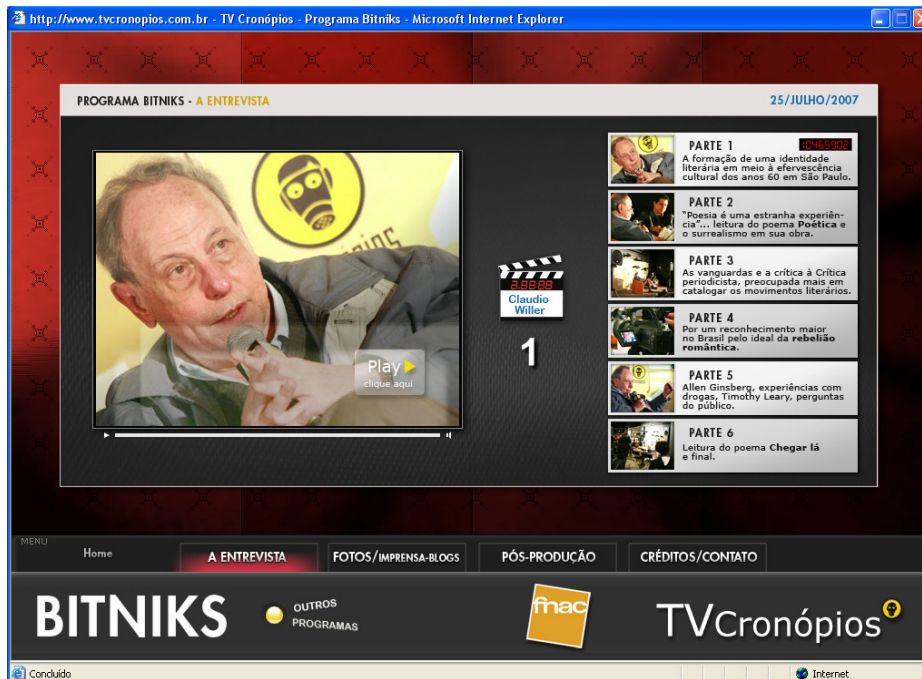 http://www.tvcronopios.com.br - TV Cronópios - Programa Bitniks - Microsoft Internet Explorer
PROGRAMA BITNIKS - A ENTREVISTA
25/JULHO/2007
Play
clique aqui
Claudio
Willer
1
PARTE 1
10465902
A formação de uma identidade
literária em meio à efervescência
cultural dos anos 60 em São Paulo.
PARTE 2
"Poesia é uma estranha experiên-
cia"... leitura do poema Poética e
o surrealismo em sua obra.
PARTE 3
As vanguardas e a crítica à Crítica
periodicista, preocupada mais em
catalogar os movimentos literários.
PARTE 4
Por um reconhecimento maior
no Brasil pelo ideal da rebelião
romântica.
PARTE 5
Allen Ginsberg, experiências com
drogas, Timothy Leary, perguntas
do público.
PARTE 6
Leitura do poema Chegar lá
e final.
MENU
Home
A ENTREVISTA
FOTOS/IMPRENSA-BLOGS
PÓS-PRODUÇÃO
CRÉDITOS/CONTATO
BITNIKS
OUTROS
PROGRAMAS
fnac
TVCronópios
Concluído
Internet